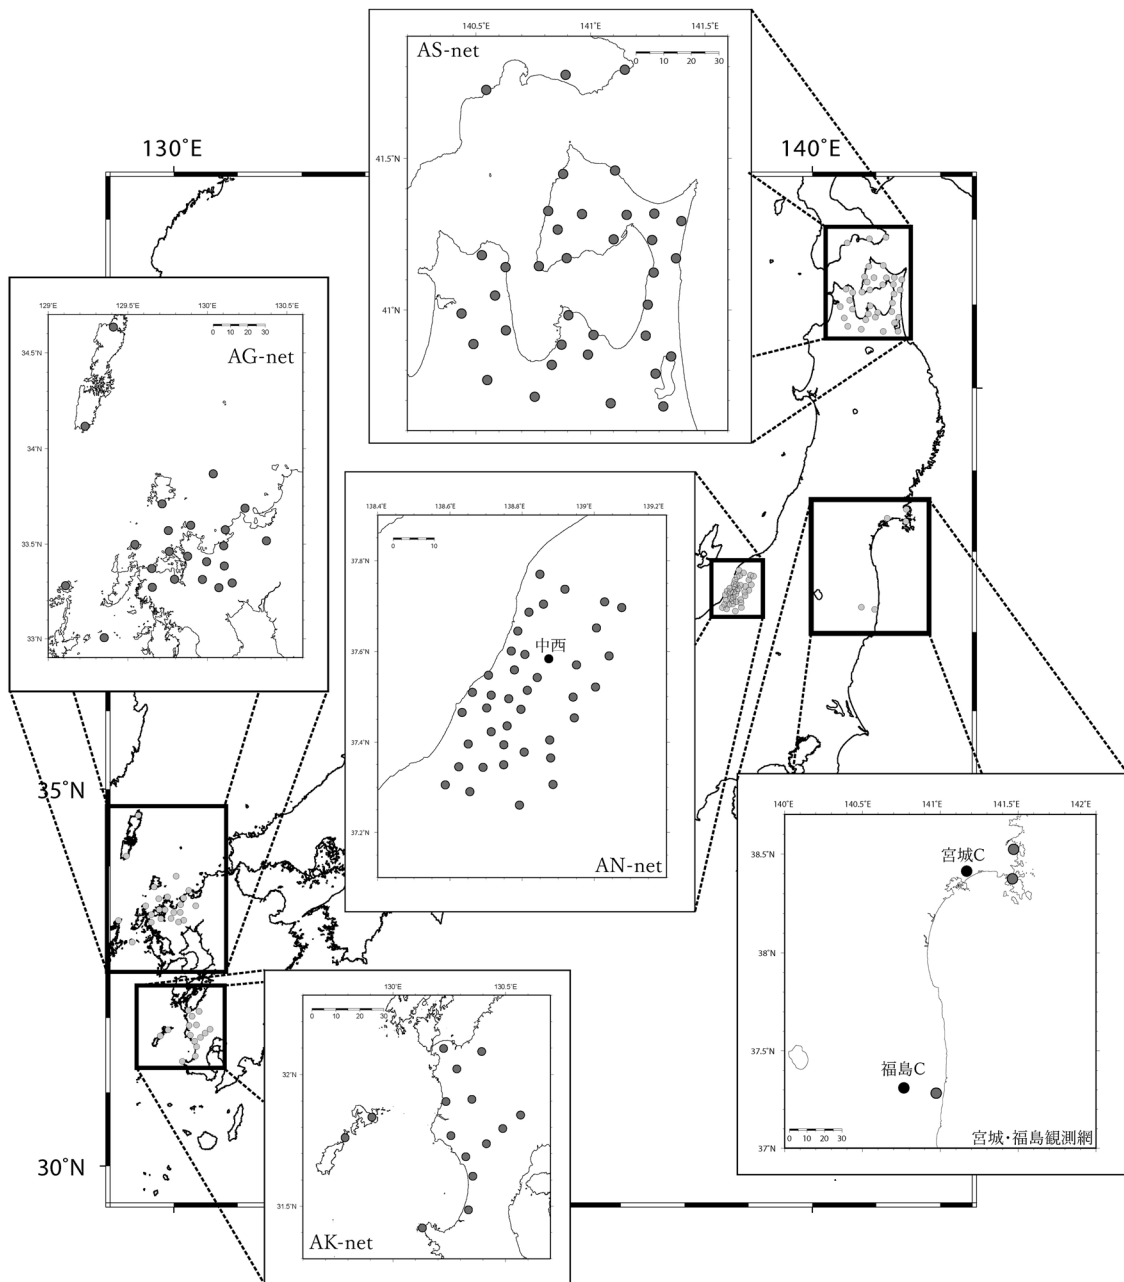 140.5˚E 141˚E 141.5˚E
AS-net
0 10 20 30
41.5˚N
41˚N
130˚E 140˚E
129˚E 129.5˚E 130˚E 130.5˚E
0 10 20 30
AG-net
34.5˚N
34˚N
33.5˚N
33˚N
138.4˚E 138.6˚E 138.8˚E 139˚E 139.2˚E
0 10
37.8˚N
中西
37.6˚N
37.4˚N
37.2˚N
AN-net
35˚N
30˚N
140˚E 140.5˚E 141˚E 141.5˚E 142˚E
38.5˚N
宮城C
38˚N
37.5˚N
福島C
0 10 20 30
宮城・福島観測網
37˚N
130˚E 130.5˚E
0 10 20 30
32˚N
31.5˚N
AK-net